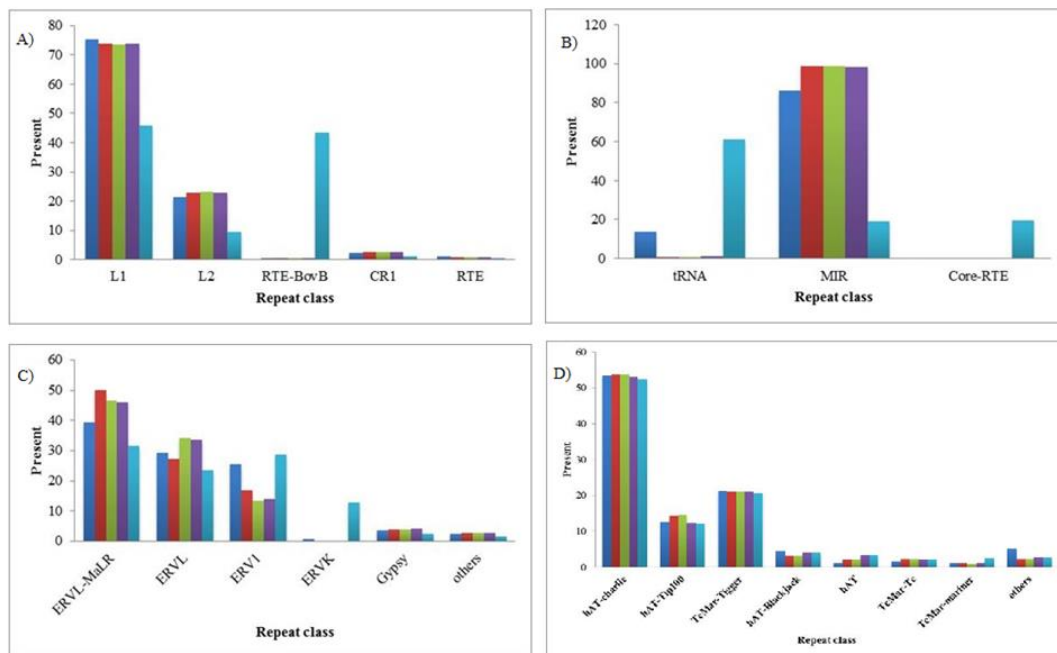 A)
Present
80
70
60
50
40
30
20
10
0
L1 L2 RTE-BovB CR1 RTE
Repeat class
B)
Present
120
100
80
60
40
20
0
tRNA MIR Core-RTE
Repeat class
C)
Present
60
50
40
30
20
10
0
ERVL-MaLR ERVL ERV1 ERVK Gypsy others
Repeat class
D)
Present
60
50
40
30
20
10
0
hAT-charlie hAT-Tip100 TcMar-Tigger hAT-Blackjack hAT TcMar-Tc TcMar-mariner others
Repeat class